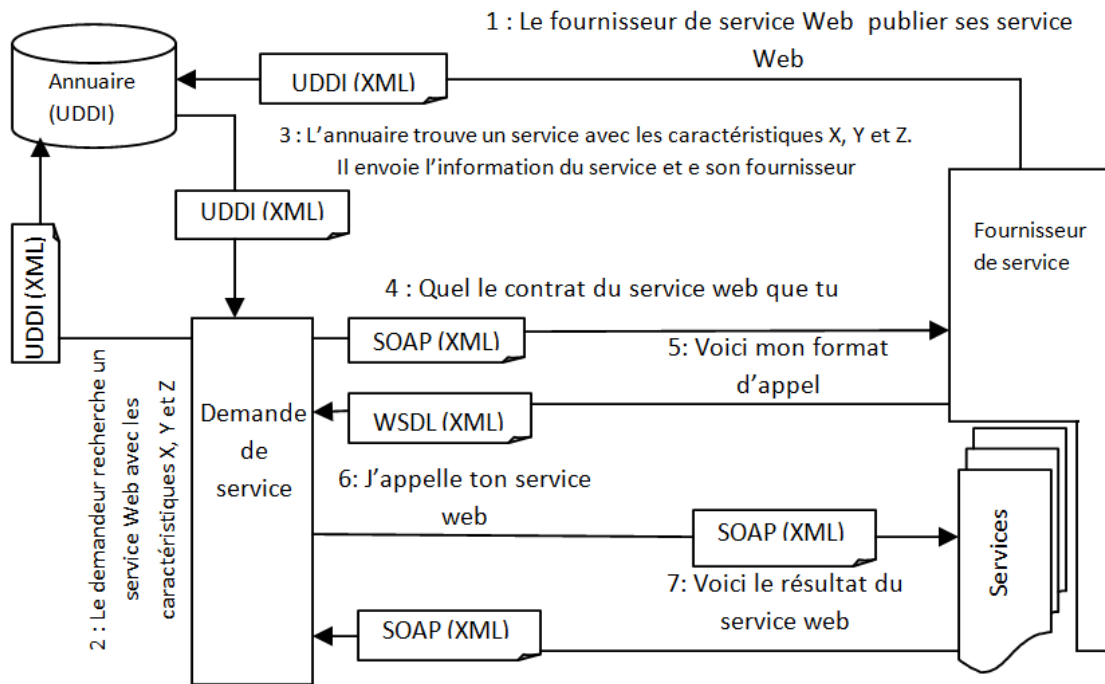 1 : Le fournisseur de service Web publier ses service
Web
Annuaire
(UDDI)
UDDI (XML)
3 : L'annuaire trouve un service avec les caractéristiques X, Y et Z.
Il envoie l'information du service et e son fournisseur
UDDI (XML)
UDDI (XML)
Fournisseur
de service
4 : Quel le contrat du service web que tu
SOAP (XML)
5: Voici mon format
d'appel
WSDL (XML)
2 : Le demandeur recherche un
service Web avec les
caractéristiques X, Y et Z
Demande
de
service
6: J'appelle ton service
web
SOAP (XML)
Services
7: Voici le résultat du
service web
SOAP (XML)